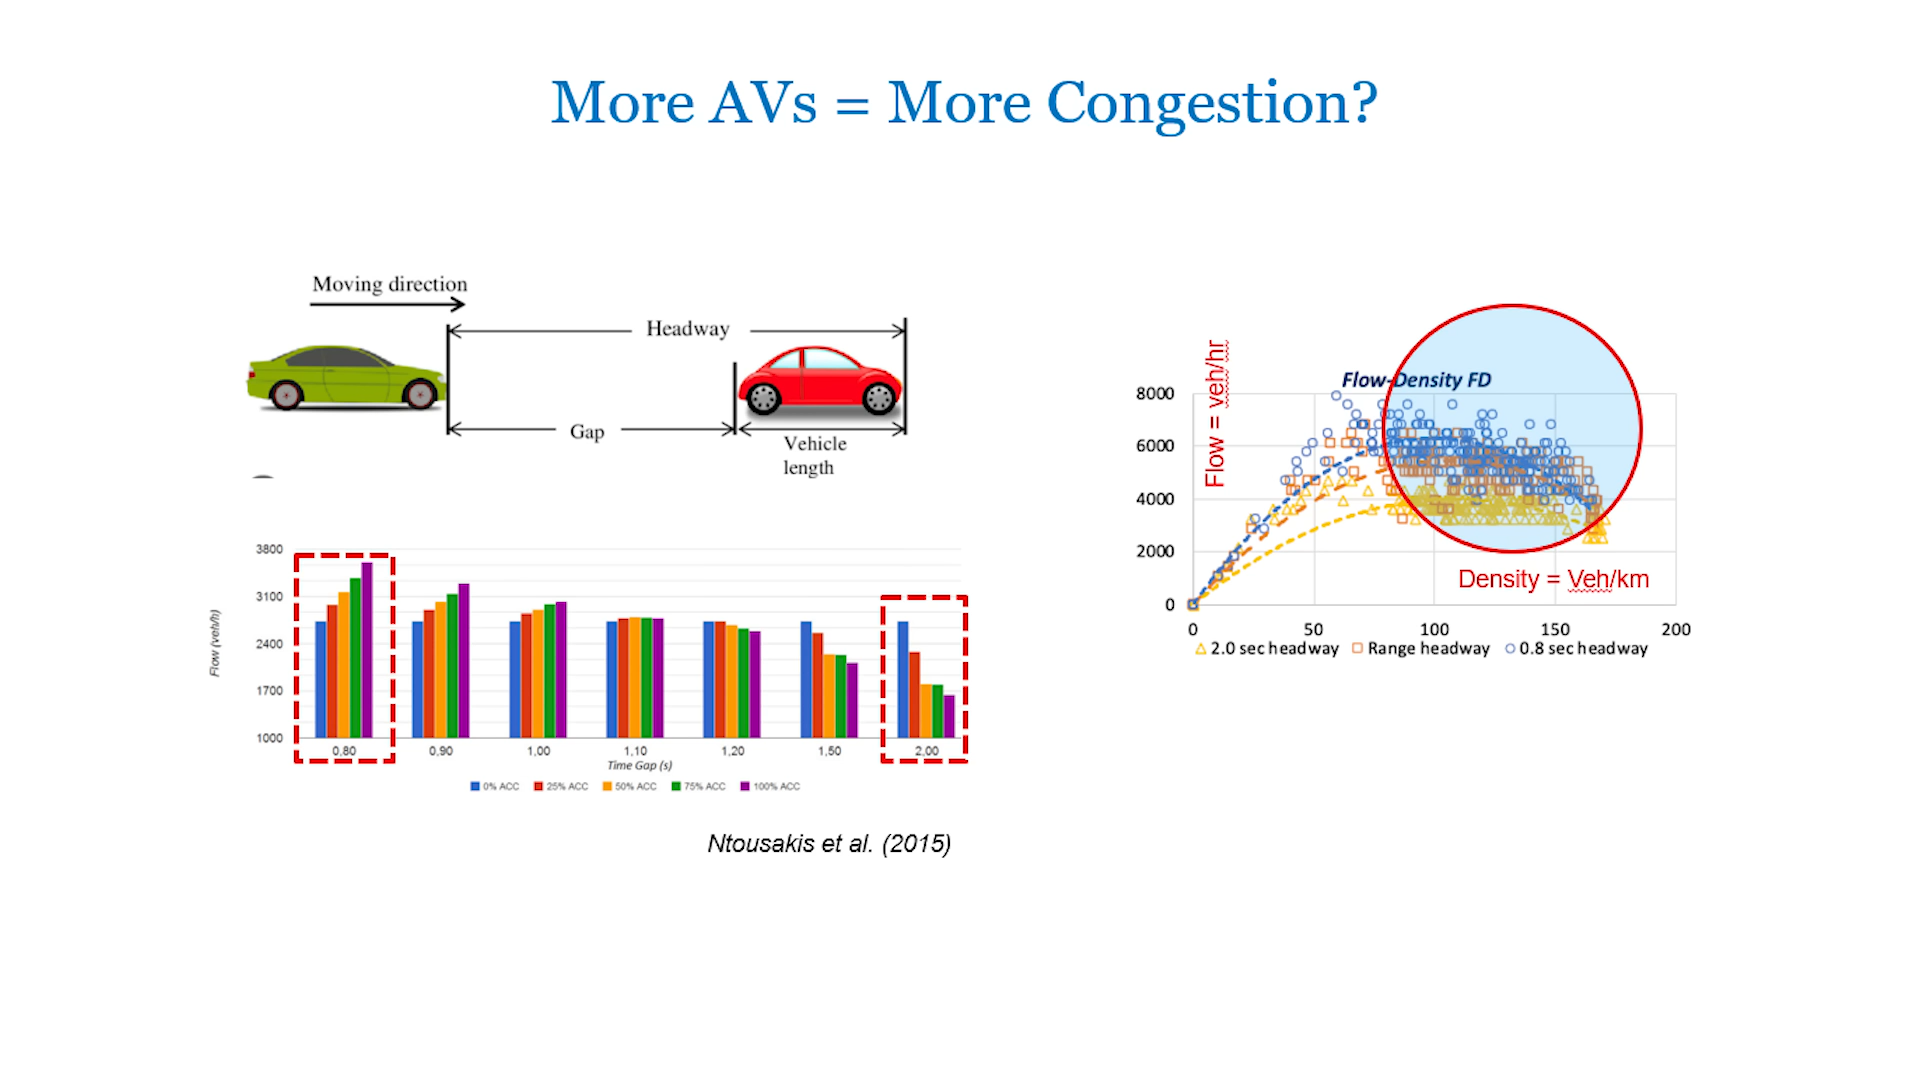 More AVs = More Congestion?
Moving direction
Headway
Gap
Vehicle
length
3800
3100
2400
1700
1000
Flow (veh/h)
0,80 0,90 1,00 1,10 1,20 1,50 2,00
Time Gap (s)
0% ACC 25% ACC 50% ACC 75% ACC 100% ACC
Ntousakis et al. (2015)
Flow = veh/hr
Flow-Density FD
8000
6000
4000
2000
0
Density = Veh/km
0 50 100 150 200
2.0 sec headway Range headway 0.8 sec headway